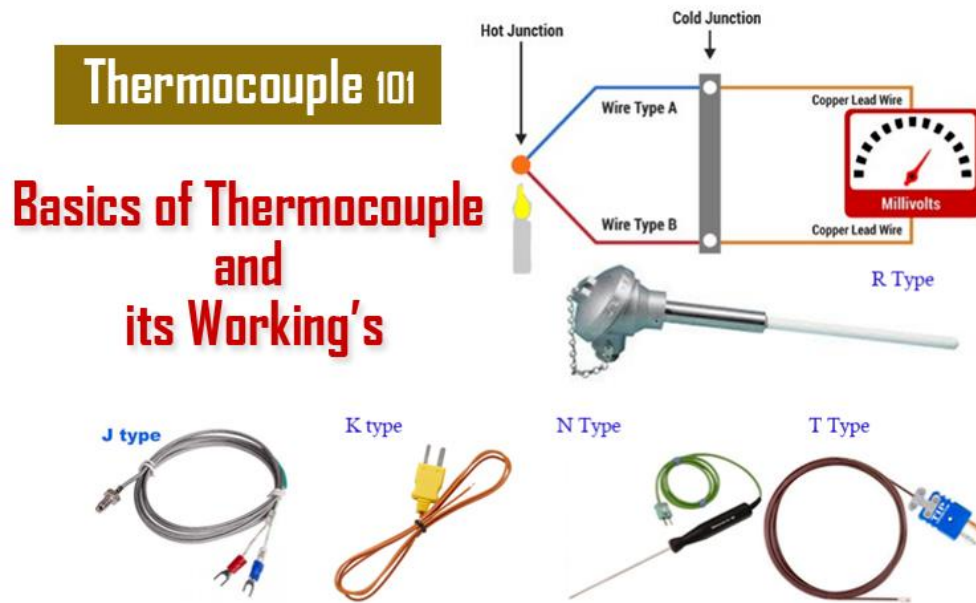 Thermocouple 101
Basics of Thermocouple
and
its Working's
Hot Junction
Cold Junction
Wire Type A
Wire Type B
Copper Lead Wire
Millivolts
Copper Lead Wire
R Type
J type
K type
N Type
T Type